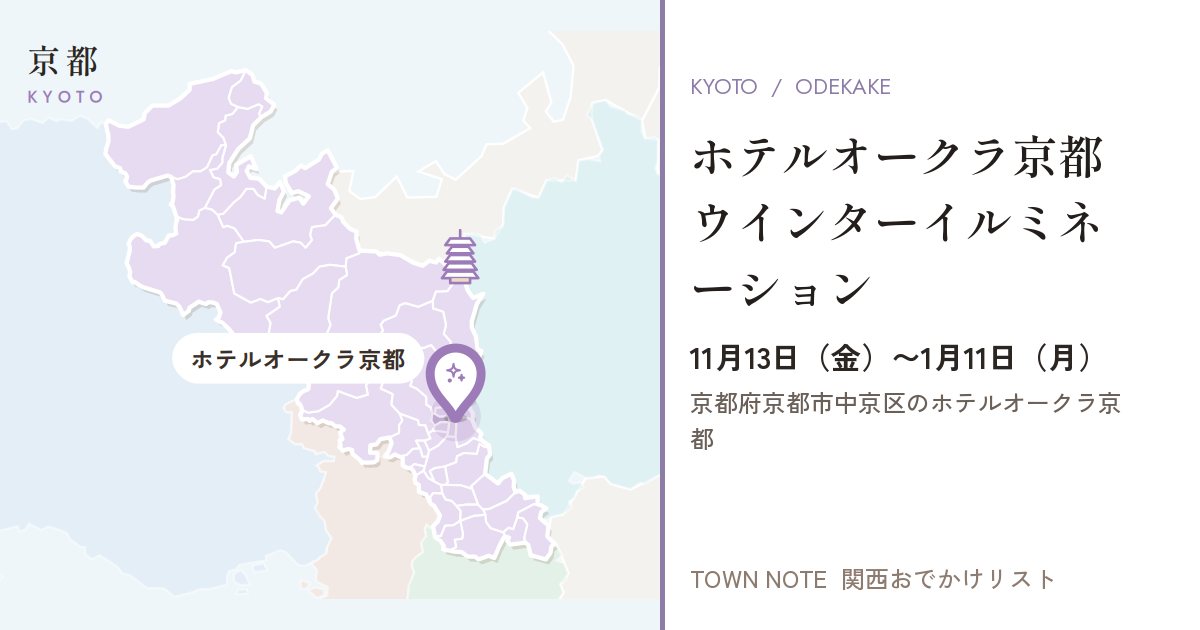 京都
KYOTO
ホテルオークラ京都
KYOTO / ODEKAKE
ホテルオークラ京都
ウインターイルミネ
ーション
11月13日（金）〜1月11日（月）
京都府京都市中京区のホテルオークラ京
都
TOWN NOTE 関西おでかけリスト